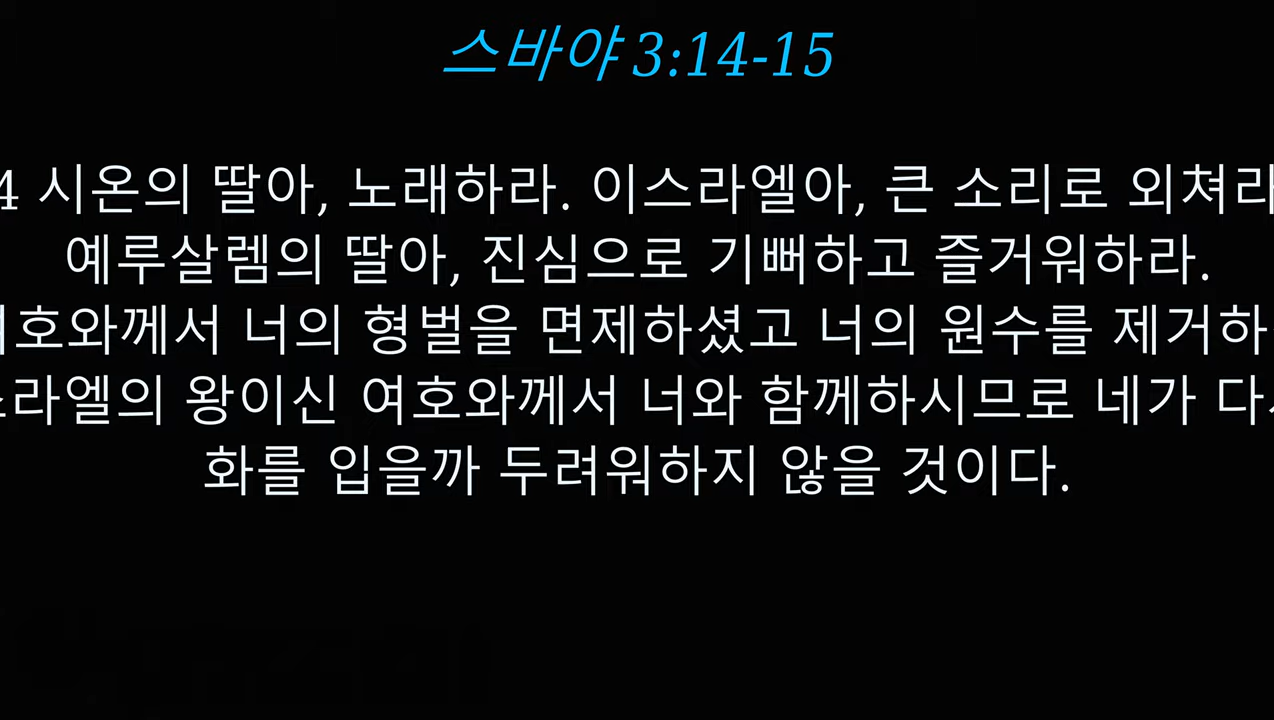 스바야 3:14-15
4 시온의 딸아, 노래하라. 이스라엘아, 큰 소리로 외쳐라
예루살렘의 딸아, 진심으로 기뻐하고 즐거워하라.
여호와께서 너의 형벌을 면제하셨고 너의 원수를 제거하
스라엘의 왕이신 여호와께서 너와 함께하시므로 네가 다시
화를 입을까 두려워하지 않을 것이다.